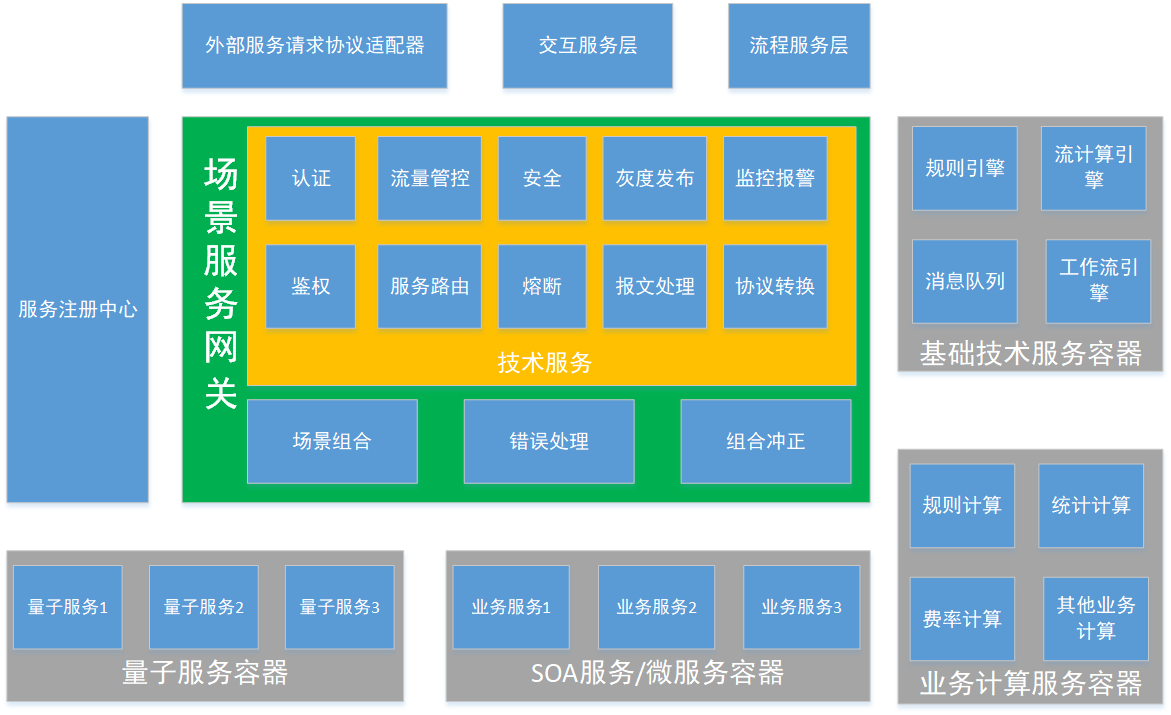 外部服务请求协议适配器
交互服务层
流程服务层
服务注册中心
场
景
服
务
网
关
认证
流量管控
安全
灰度发布
监控报警
鉴权
服务路由
熔断
报文处理
协议转换
技术服务
场景组合
错误处理
组合冲正
规则引擎
流计算引
擎
消息队列
工作流引
擎
基础技术服务容器
规则计算
统计计算
费率计算
其他业务
计算
业务计算服务容器
量子服务1
量子服务2
量子服务3
量子服务容器
业务服务1
业务服务2
业务服务3
SOA服务/微服务容器